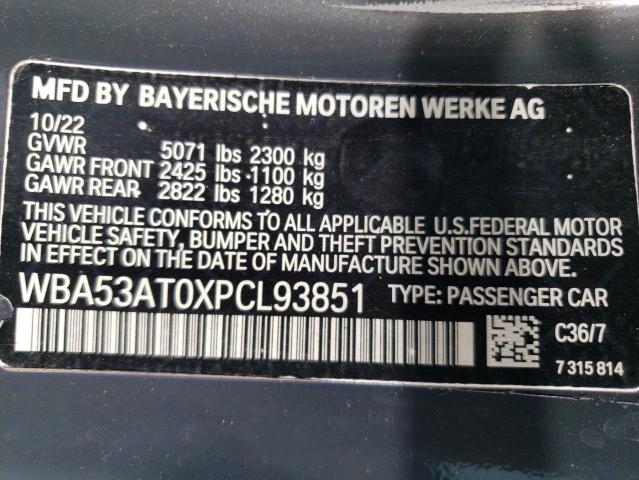 MFD BY BAYERISCHE MOTOREN WERKE AG
10/22
GVWR 5071 lbs 2300 kg
GAWR FRONT 2425 lbs 1100 kg
GAWR REAR 2822 lbs 1280 kg
THIS VEHICLE CONFORMS TO ALL APPLICABLE U.S.FEDERAL MOTOR
VEHICLE SAFETY, BUMPER AND THEFT PREVENTION STANDARDS
IN EFFECT ON THE DATE OF MANUFACTURE SHOWN ABOVE.
WBA53AT0XPCL93851 TYPE: PASSENGER CAR
C36/7
7 315 814